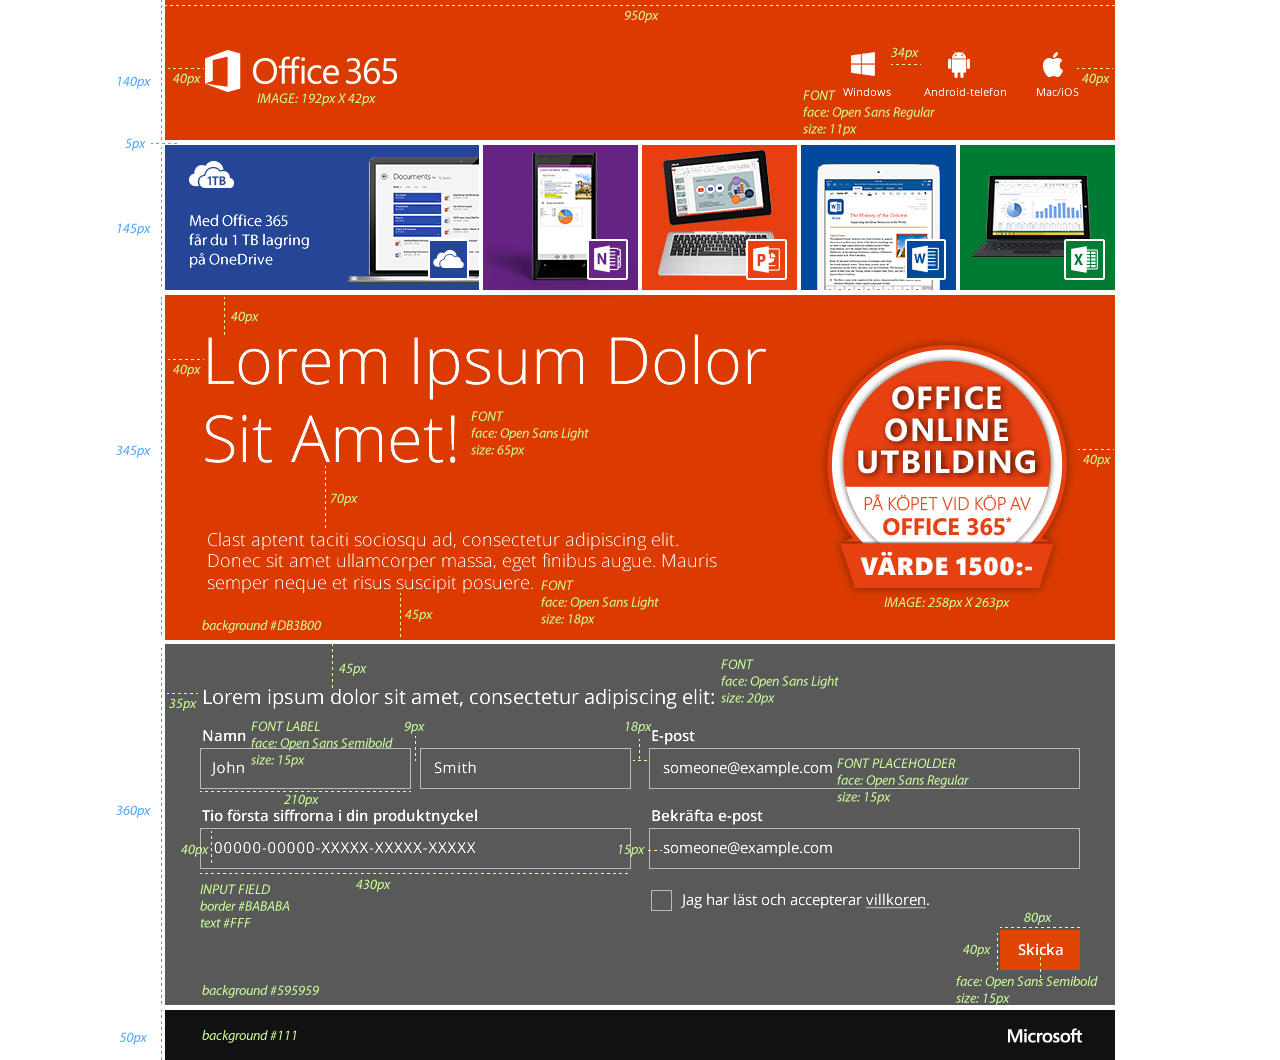 950px
140px
40px
Office 365
IMAGE: 192px X 42px
34px
40px
Windows
Android-telefon
Mac/iOS
FONT
face: Open Sans Regular
size: 11px
5px
145px
1TB
Med Office 365
får du 1 TB lagring
på OneDrive
Documents
N
P
The History of the Column
W
X
345px
40px
40px
Lorem Ipsum Dolor
Sit Amet!
FONT
face: Open Sans Light
size: 65px
70px
Clast aptent taciti sociosqu ad, consectetur adipiscing elit.
Donec sit amet ullamcorper massa, eget finibus augue. Mauris
semper neque et risus suscipit posuere.
FONT
face: Open Sans Light
size: 18px
45px
background #DB3B00
OFFICE
ONLINE
UTBILDING
PÅ KÖPET VID KÖP AV
OFFICE 365*
VÄRDE 1500:-
40px
IMAGE: 258px X 263px
360px
45px
35px
Lorem ipsum dolor sit amet, consectetur adipiscing elit:
FONT
face: Open Sans Light
size: 20px
Namn
FONT LABEL
face: Open Sans Semibold
size: 15px
9px
18px
E-post
John
Smith
someone@example.com
FONT PLACEHOLDER
face: Open Sans Regular
size: 15px
210px
Tio första siffrorna i din produktnyckel
Bekräfta e-post
40px
00000-00000-XXXXX-XXXXX-XXXXX
15px
someone@example.com
430px
INPUT FIELD
border #BABABA
text #FFF
Jag har läst och accepterar villkoren.
80px
40px
Skicka
face: Open Sans Semibold
size: 15px
background #595959
50px
background #111
Microsoft